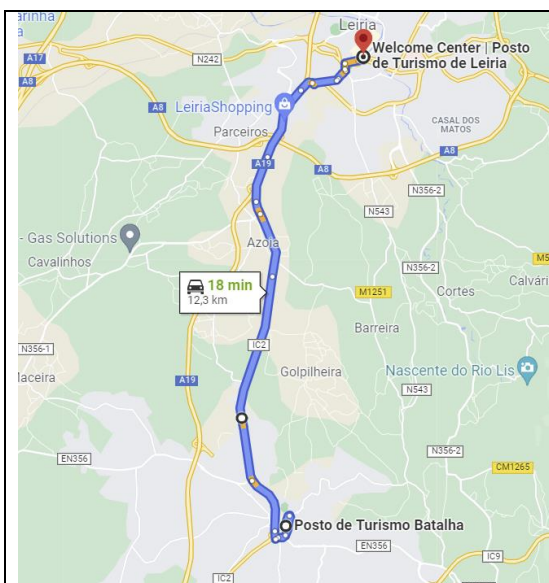 arinha
a
Leiria
N242
A17
A8
Welcome Center | Posto
de Turismo de Leiria
LeiriaShopping
A8
Parceiros
CASAL DOS
MATOS
A19
A8
A8
N356-2
N543
- Gas Solutions
Cavalinhos
Azoia
N356-2
M5
18 min
12,3 km
M1251
Cortes
Calvári
Barreira
IC2
N356-1
Maceira
A19
Golpilheira
Nascente do Rio Lis
N543
N356-2
EN356
CM1265
Posto de Turismo Batalha
EN356
IC2
IC9